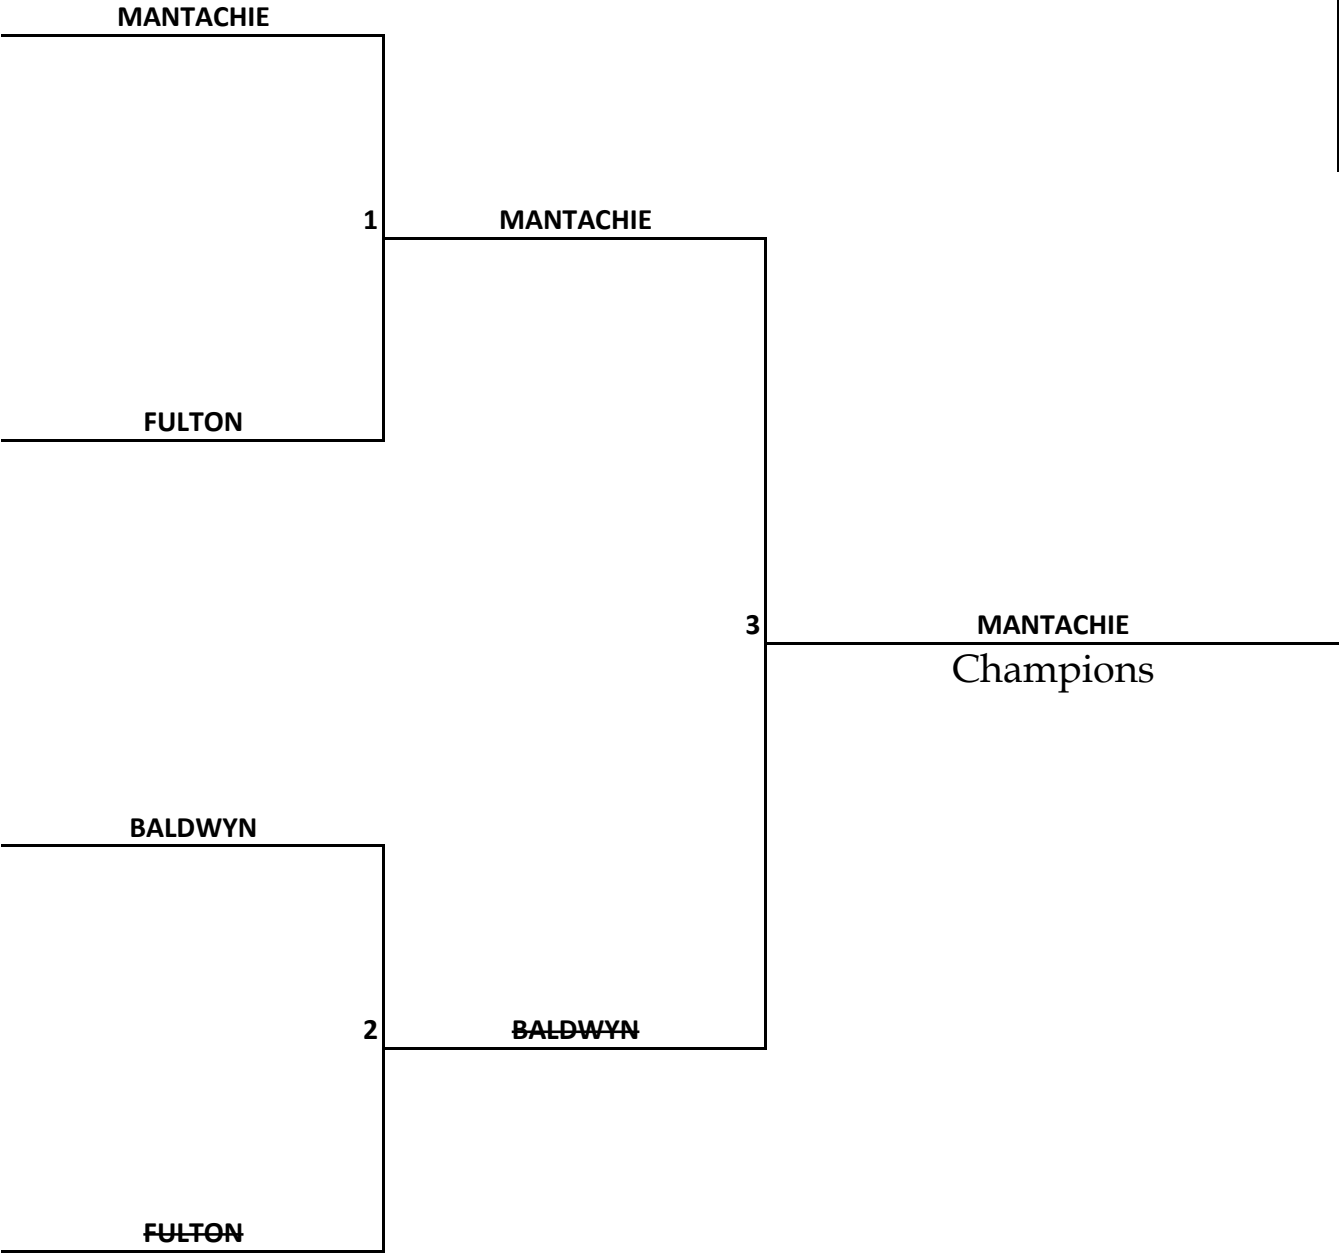 MANTACHIE
1 MANTACHIE
FULTON
3 MANTACHIE
Champions
BALDWYN
2 BALDWYN
FULTON